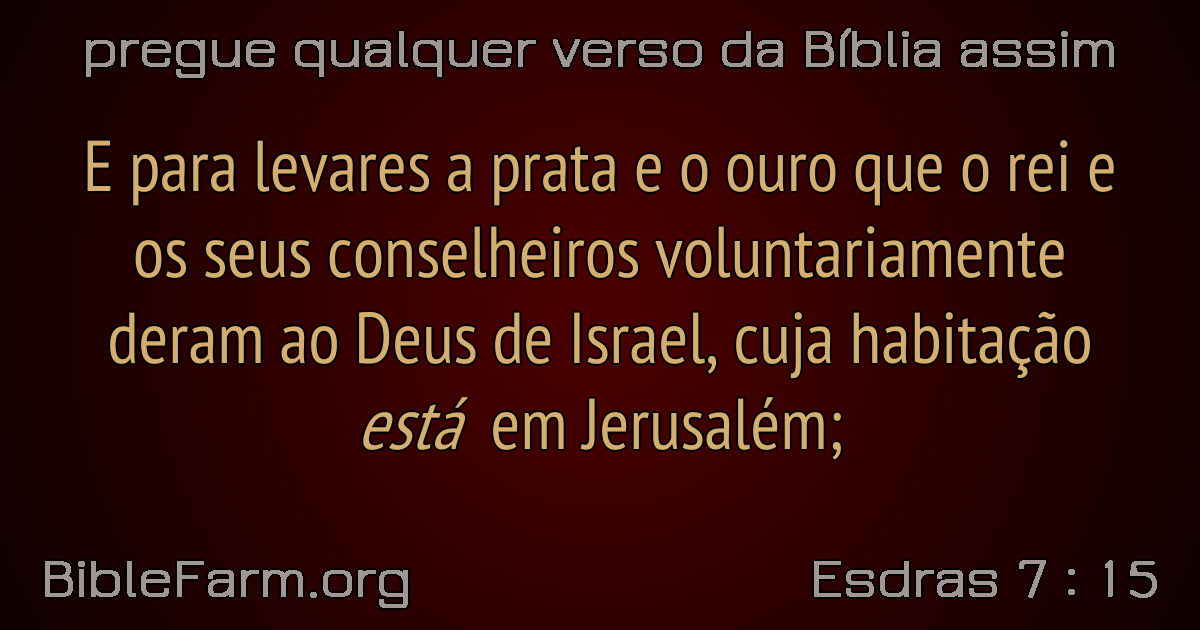 pregue qualquer verso da Bíblia assim
E para levares a prata e o ouro que o rei e
os seus conselheiros voluntariamente
deram ao Deus de Israel, cuja habitação
está em Jerusalém;
BibleFarm.org
Esdras 7 : 15